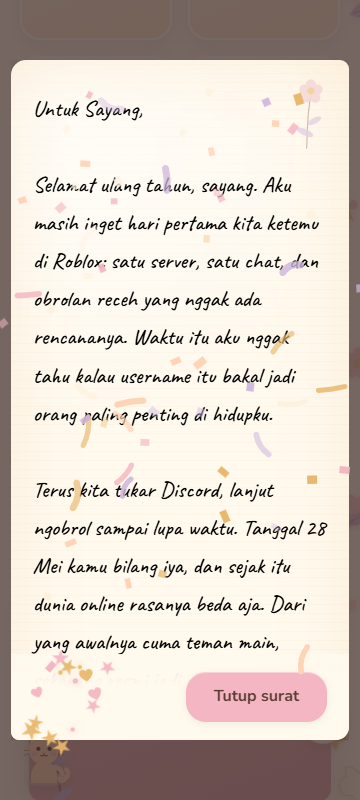 Untuk Sayang,
Selamat ulang tahun, sayang. Aku
masih inget hari pertama kita ketemu
di Roblox: satu server, satu chat, dan
obrolan receh yang nggak ada
rencananya. Waktu itu aku nggak
tahu kalau username itu bakal jadi
orang paling penting di hidupku.
Terus kita tukar Discord, lanjut
ngobrol sampai lupa waktu. Tanggal 28
Mei kamu bilang iya, dan sejak itu
dunia online rasanya beda aja. Dari
yang awalnya cuma teman main,
Tutup surat